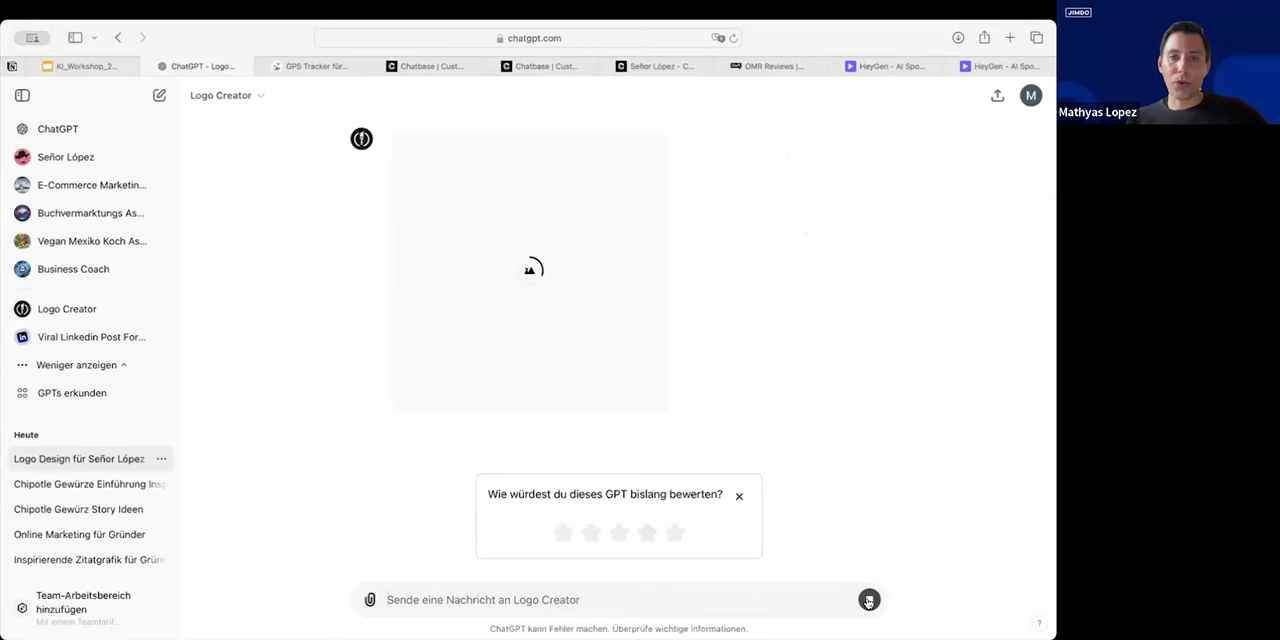 JIMDO
Mathyas Lopez
chatgpt.com
KI_Workshop_2...
ChatGPT - Logo...
GPS Tracker für...
Chatbase | Cust...
Chatbase | Cust...
Señor López - C...
OMR Reviews |...
HeyGen - AI Spo...
HeyGen - AI Spo...
Logo Creator
M
ChatGPT
Señor López
E-Commerce Marketin...
Buchvermarktungs As...
Vegan Mexiko Koch As...
Business Coach
Logo Creator
Viral Linkedin Post For...
Weniger anzeigen
GPTs erkunden
Heute
Logo Design für Señor López
Chipotle Gewürze Einführung Ins
Chipotle Gewürz Story Ideen
Online Marketing für Gründer
Inspirierende Zitatgrafik für Grün
Team-Arbeitsbereich
hinzufügen
Mit einem Teamtarif...
Wie würdest du dieses GPT bislang bewerten?
Sende eine Nachricht an Logo Creator
ChatGPT kann Fehler machen. Überprüfe wichtige Informationen.
?